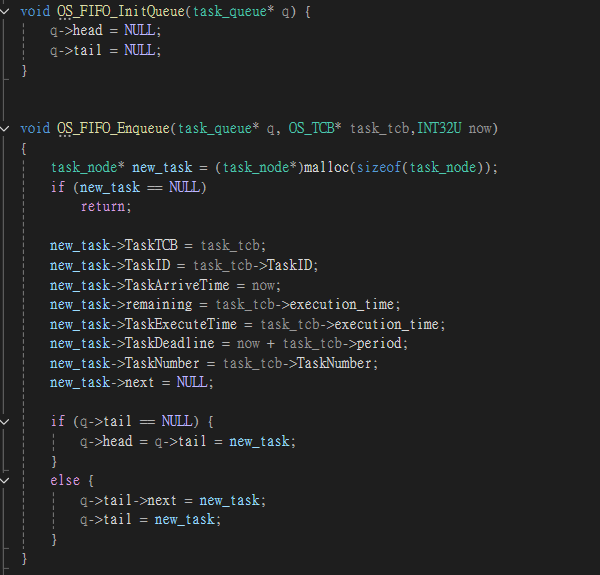 void OS_FIFO_InitQueue(task_queue* q) {
    q->head = NULL;
    q->tail = NULL;
}
void OS_FIFO_Enqueue(task_queue* q, OS_TCB* task_tcb,INT32U now)
{
    task_node* new_task = (task_node*)malloc(sizeof(task_node));
    if (new_task == NULL)
        return;
    new_task->TaskTCB = task_tcb;
    new_task->TaskID = task_tcb->TaskID;
    new_task->TaskArriveTime = now;
    new_task->remaining = task_tcb->execution_time;
    new_task->TaskExecuteTime = task_tcb->execution_time;
    new_task->TaskDeadline = now + task_tcb->period;
    new_task->TaskNumber = task_tcb->TaskNumber;
    new_task->next = NULL;
    if (q->tail == NULL) {
        q->head = q->tail = new_task;
    }
    else {
        q->tail->next = new_task;
        q->tail = new_task;
    }
}